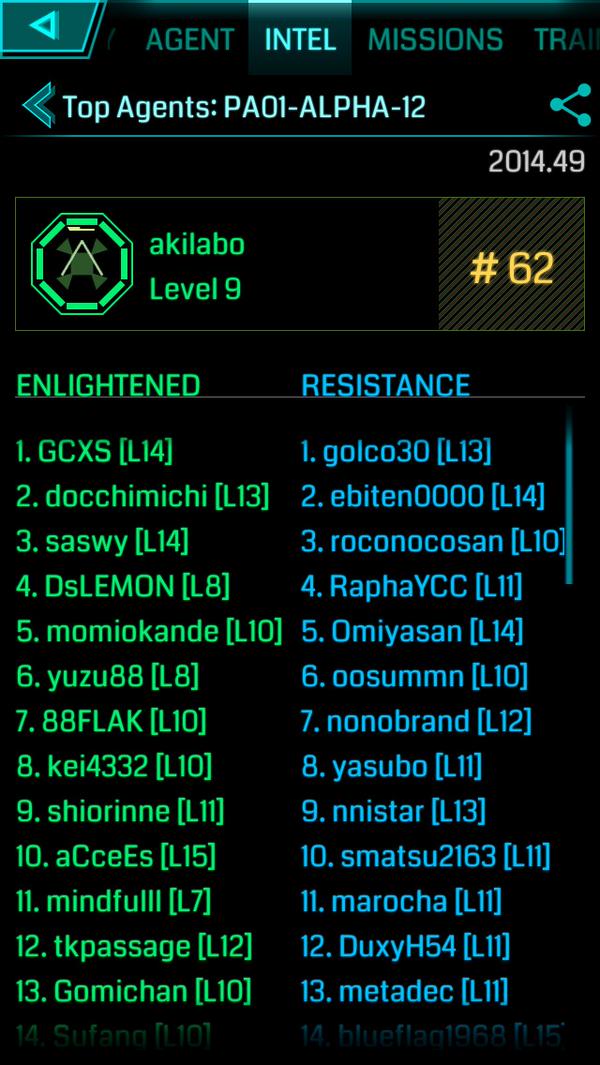 AGENT INTEL MISSIONS TRAI
Top Agents: PA01-ALPHA-12
2014.49
akilabo
Level 9
# 62
ENLIGHTENED
1. GCXS [L14]
2. docchimichi [L13]
3. saswy [L14]
4. DsLEMON [L8]
5. momiokande [L10]
6. yuzu88 [L8]
7. 88FLAK [L10]
8. kei4332 [L10]
9. shiorinne [L11]
10. aCceEs [L15]
11. mindfulll [L7]
12. tkpassage [L12]
13. Gomichan [L10]
14. Sufang [L10]
RESISTANCE
1. golco30 [L13]
2. ebiten0000 [L14]
3. roconocosan [L10]
4. RaphaYCC [L11]
5. Omiyasan [L14]
6. oosummn [L10]
7. nonobrand [L12]
8. yasubo [L11]
9. nnistar [L13]
10. smatsu2163 [L11]
11. marocha [L11]
12. DuxyH54 [L11]
13. metadec [L11]
14. blueflag1968 [L15]